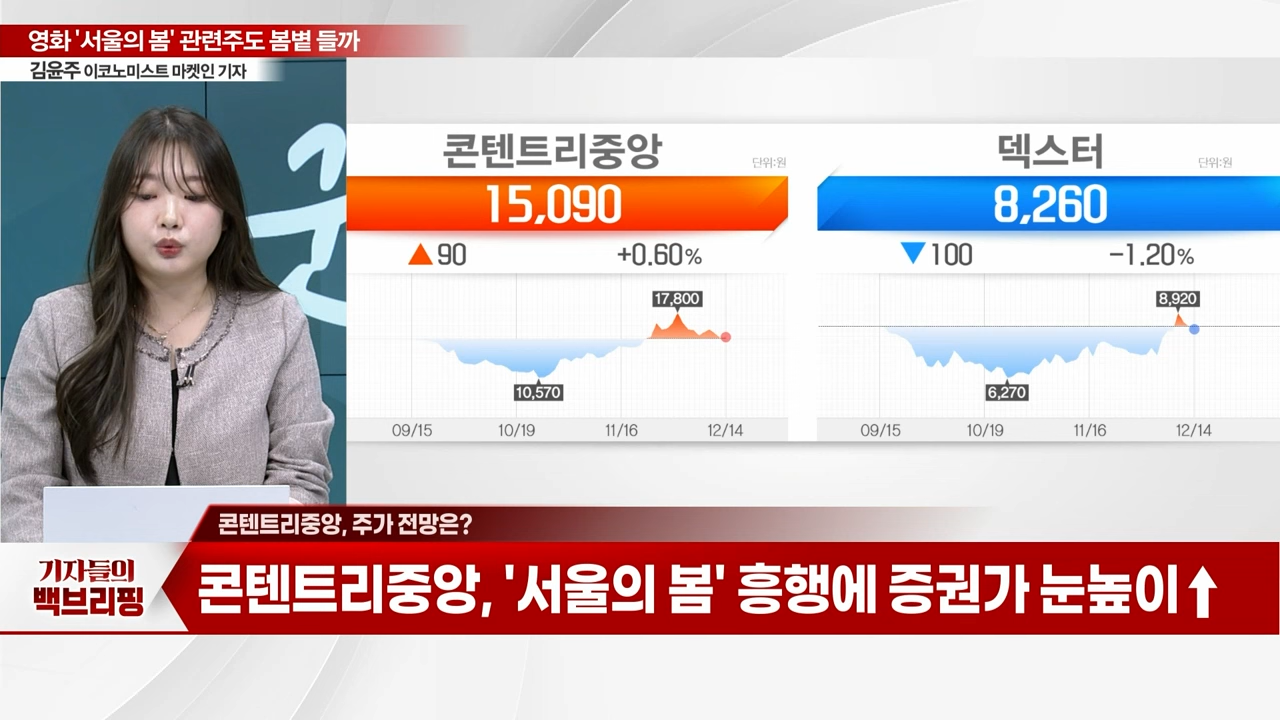 영화 '서울의 봄' 관련주도 봄볕 들까
김윤주 이코노미스트 마켓인 기자
콘텐트리중앙
단위:원
15,090
▲90 +0.60%
17,800
10,570
09/15 10/19 11/16 12/14
덱스터
단위:원
8,260
▼100 -1.20%
8,920
6,270
09/15 10/19 11/16 12/14
콘텐트리중앙, 주가 전망은?
기자들의
백브리핑
콘텐트리중앙, '서울의 봄' 흥행에 증권가 눈높이↑